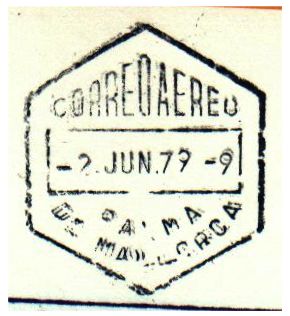 CORREO AEREO
-2.JUN.79-9
PALMA
DE MALLORCA